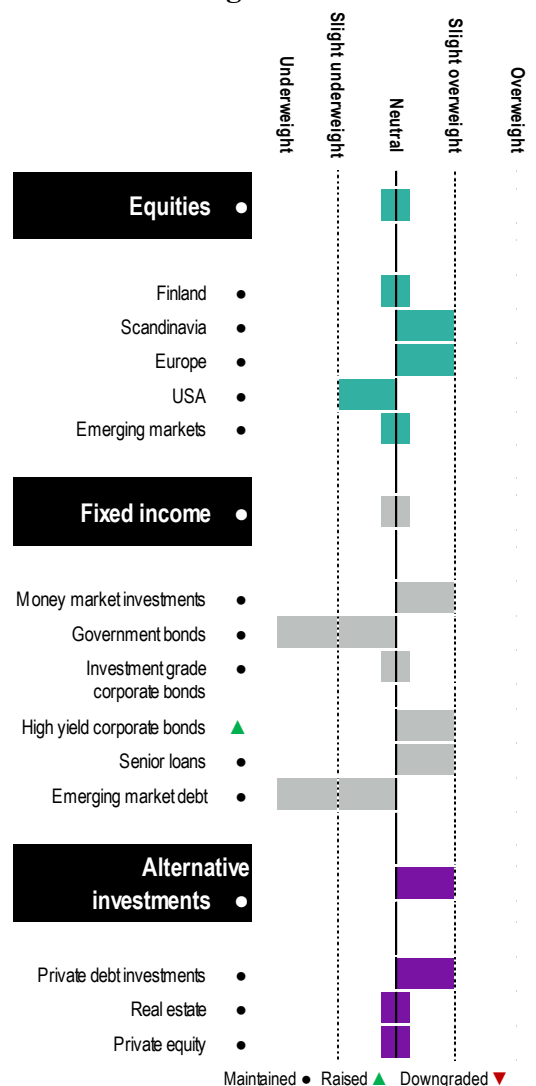 Underweight
Slight underweight
Neutral
Slight overweight
Overweight
Equities ●
Finland ●
Scandinavia ●
Europe ●
USA ●
Emerging markets ●
Fixed income ●
Money market investments ●
Government bonds ●
Investment grade ●
corporate bonds
High yield corporate bonds ▲
Senior loans ●
Emerging market debt ●
Alternative
investments ●
Private debt investments ●
Real estate ●
Private equity ●
Maintained ● Raised ▲ Downgraded ▼